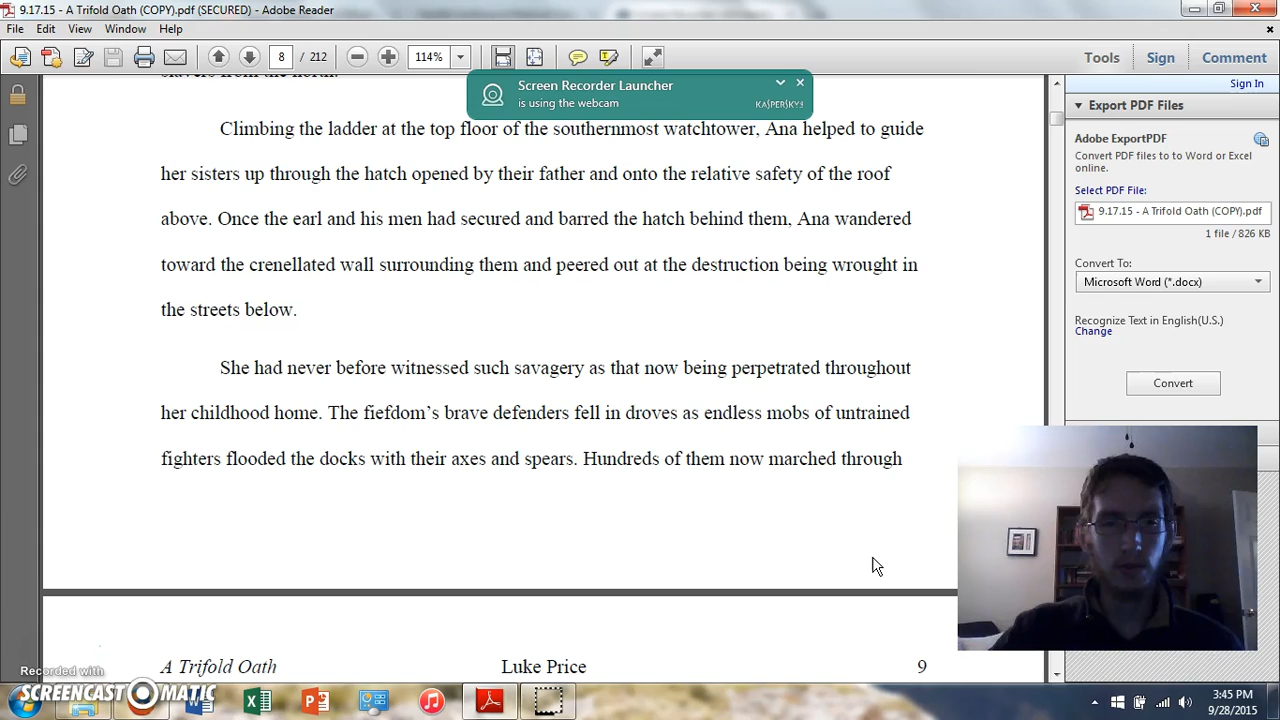 9.17.15 - A Trifold Oath (COPY).pdf (SECURED) - Adobe Reader
File Edit View Window Help
8 / 212 114% Tools Sign Comment
Screen Recorder Launcher
is using the webcam
KASPERSKY
Climbing the ladder at the top floor of the southernmost watchtower, Ana helped to guide
her sisters up through the hatch opened by their father and onto the relative safety of the roof
above. Once the earl and his men had secured and barred the hatch behind them, Ana wandered
toward the crenellated wall surrounding them and peered out at the destruction being wrought in
the streets below.
She had never before witnessed such savagery as that now being perpetrated throughout
her childhood home. The fiefdom’s brave defenders fell in droves as endless mobs of untrained
fighters flooded the docks with their axes and spears. Hundreds of them now marched through
A Trifold Oath Luke Price 9
Sign In
Export PDF Files
Adobe ExportPDF
Convert PDF files to to Word or Excel
online.
Select PDF File:
9.17.15 - A Trifold Oath (COPY).pdf
1 file / 826 KB
Convert To:
Microsoft Word (*.docx)
Recognize Text in English(U.S.)
Change
Convert
Recorded with
SCREENCAST MATIC
3:45 PM
9/28/2015